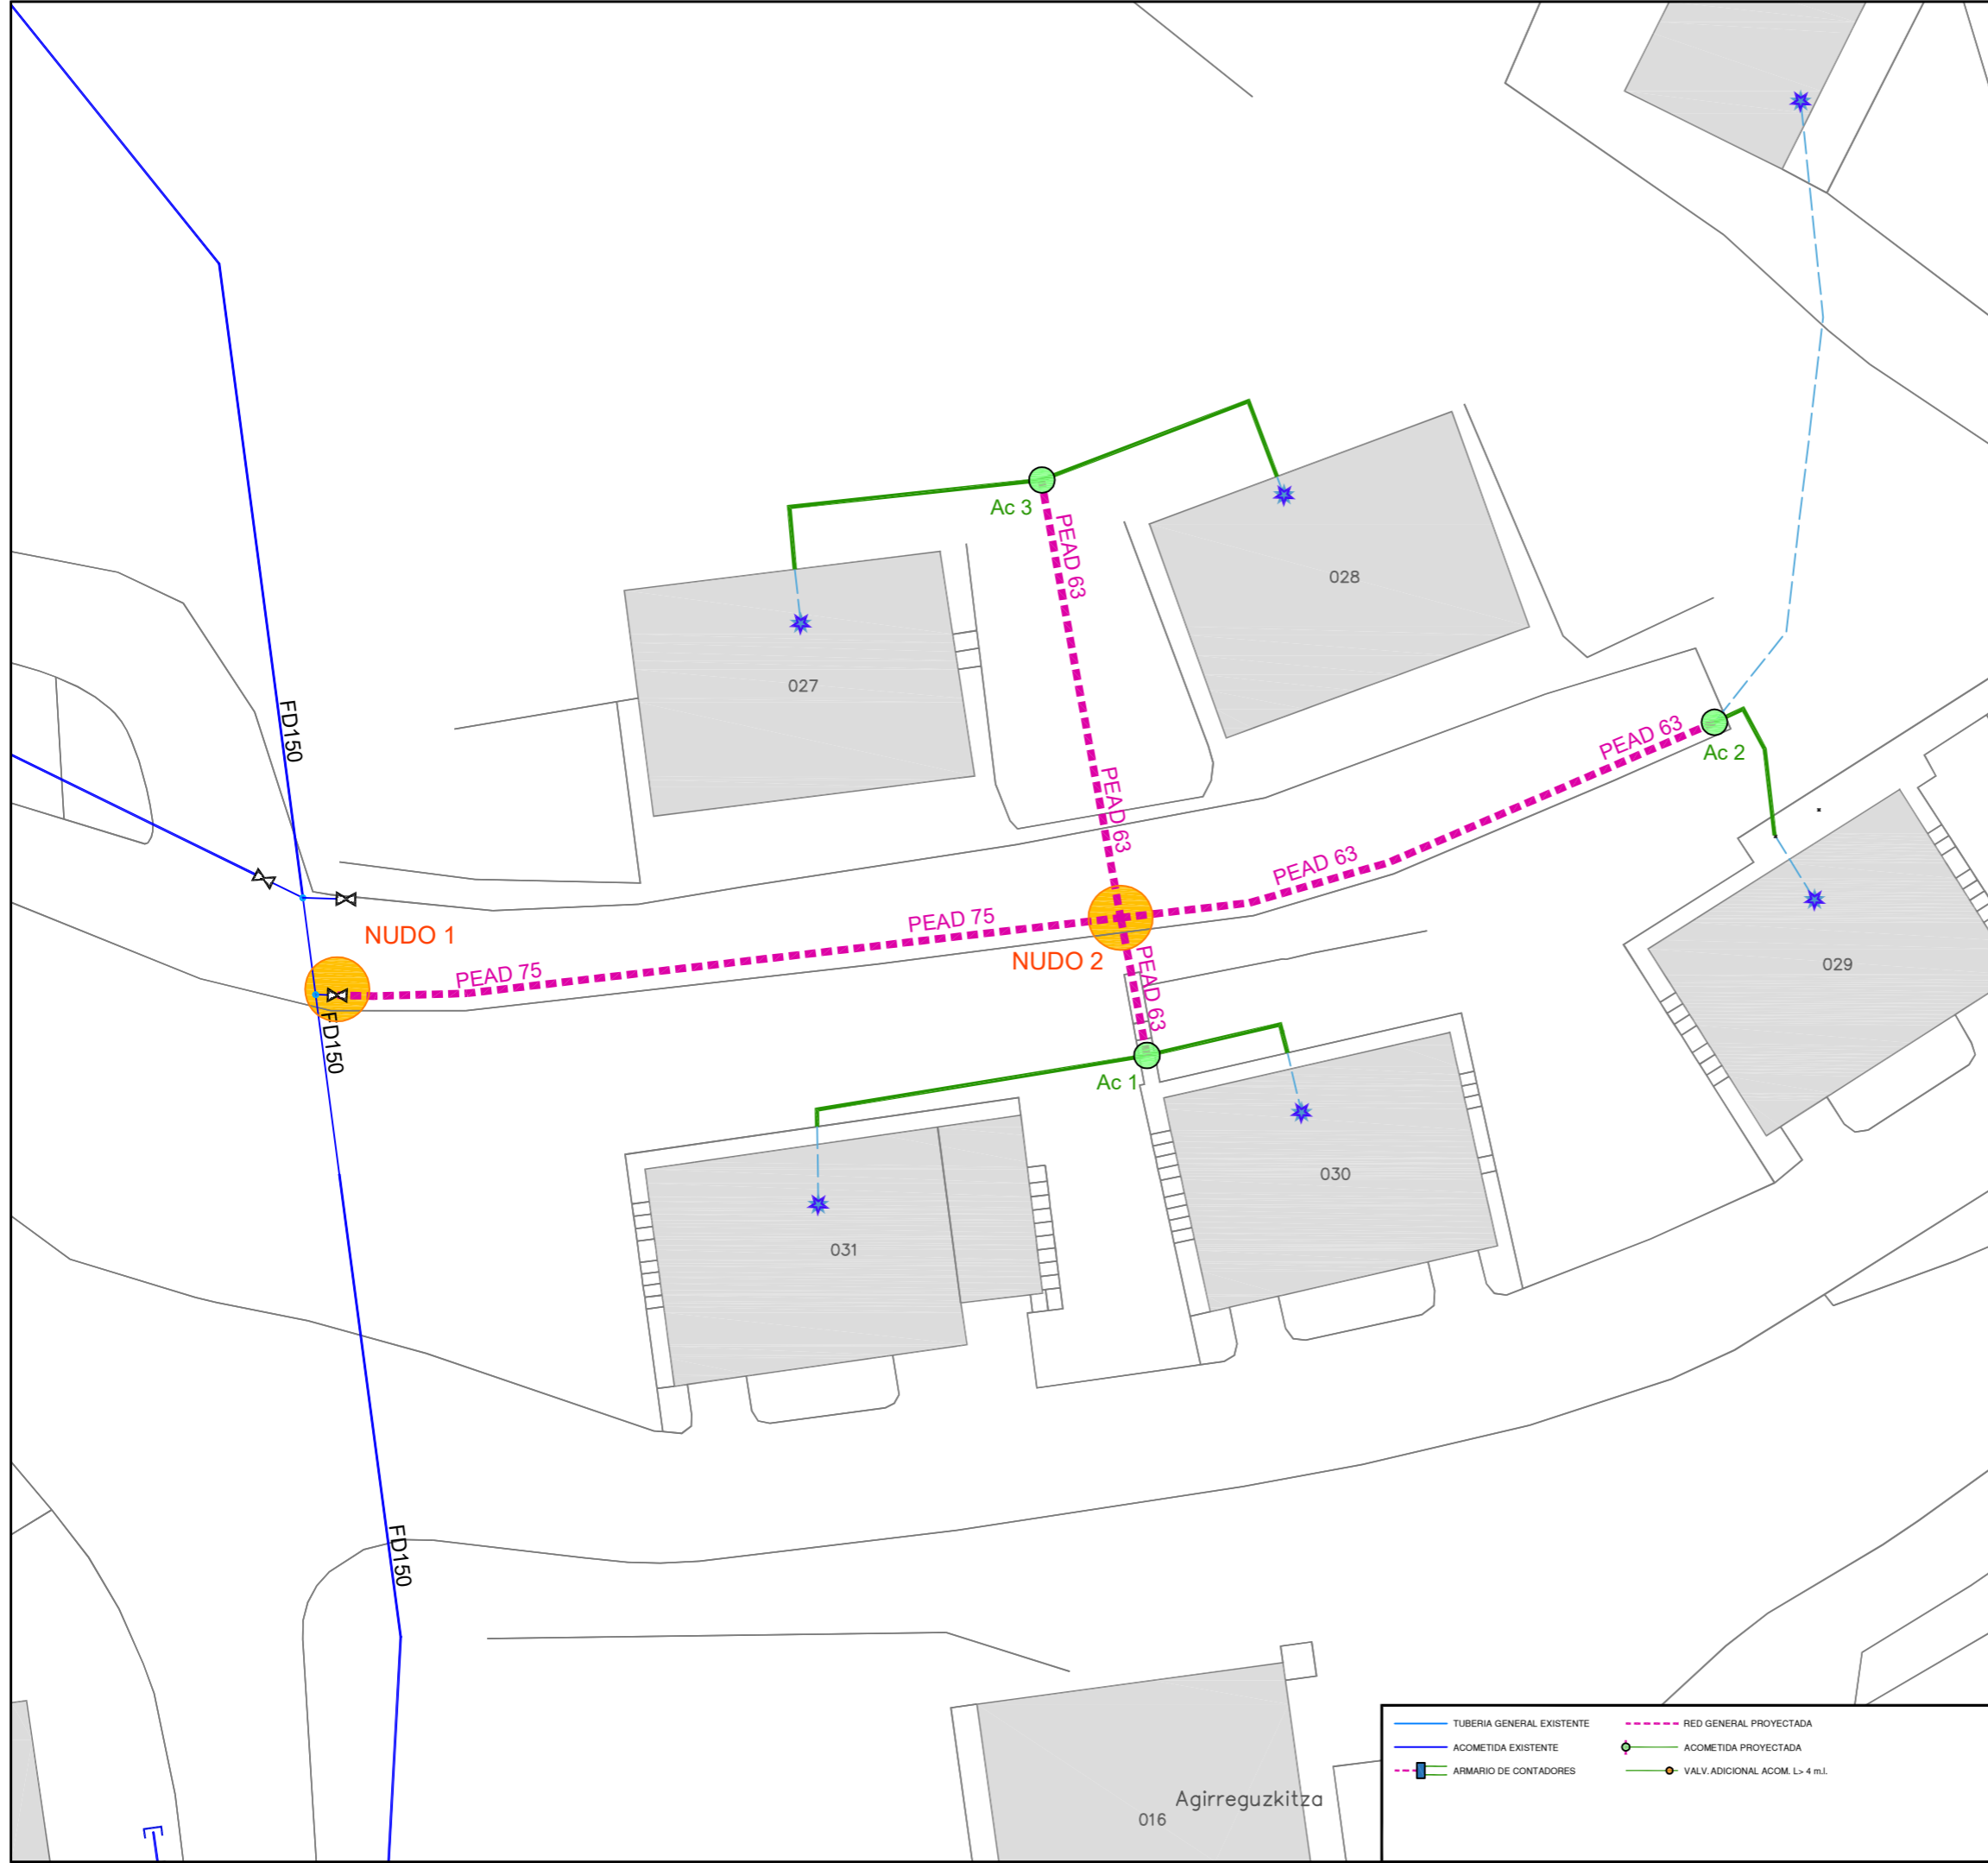 Ac 3
PEAD 63
028
027
FD150
PEAD 63
Ac 2
PEAD 63
PEAD 63
PEAD 75
NUDO 1
NUDO 2
PEAD 75
PEAD 63
029
FD150
Ac 1
030
031
FD150
TUBERIA GENERAL EXISTENTE
RED GENERAL PROYECTADA
ACOMETIDA EXISTENTE
ACOMETIDA PROYECTADA
ARMARIO DE CONTADORES
VALV. ADICIONAL ACOM. L> 4 m.l.
Agirreguzkitza
016